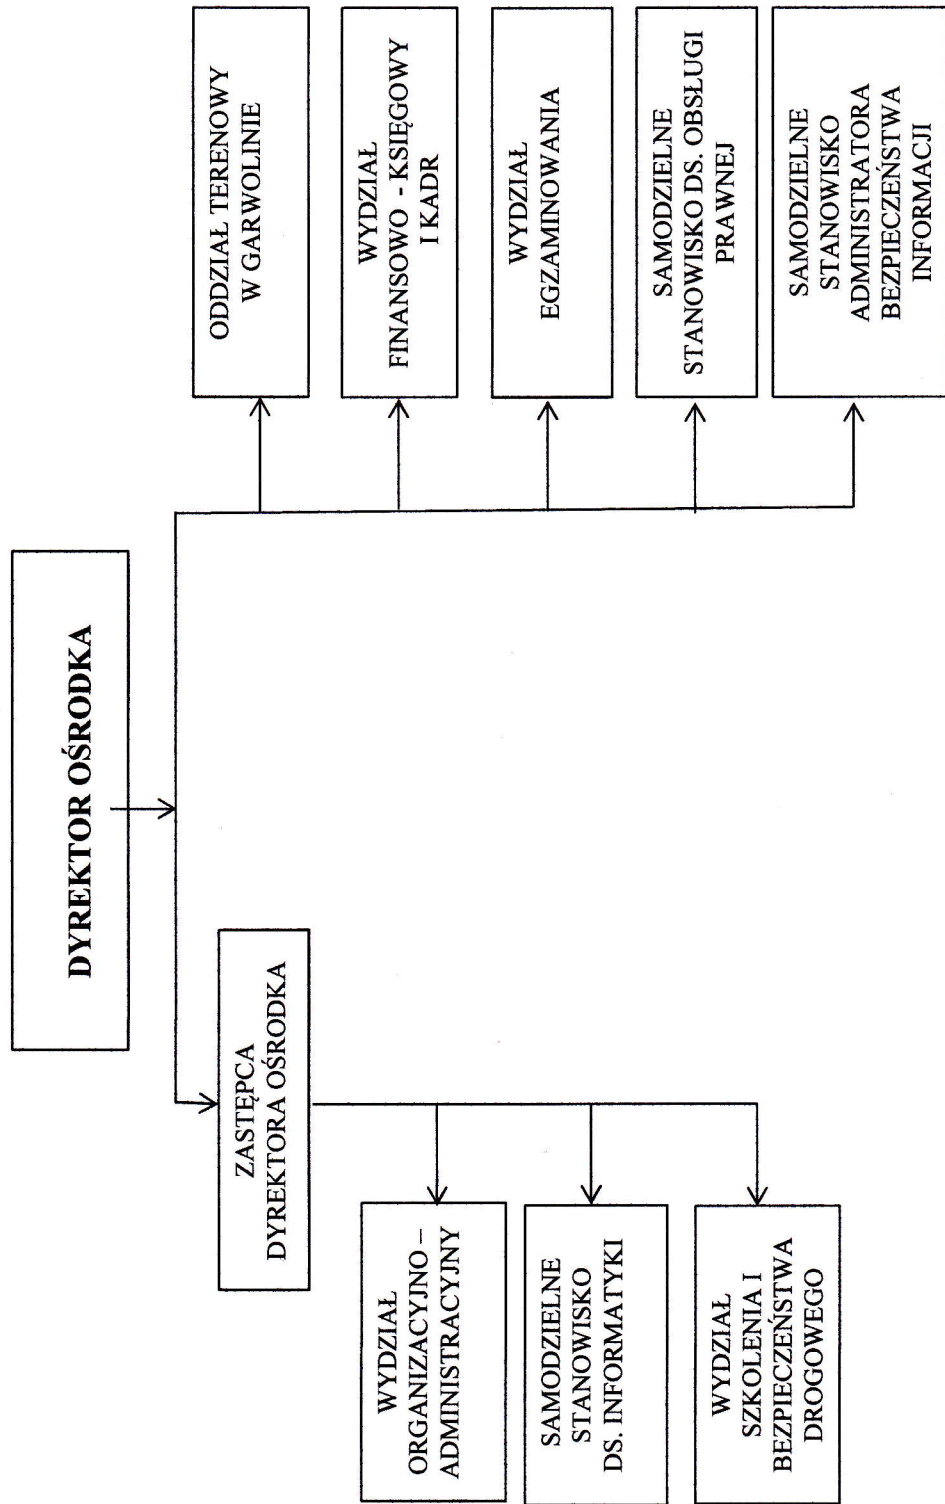 DYREKTOR OŚRODKA
ZASTĘPCA
DYREKTORA OŚRODKA
WYDZIAŁ
ORGANIZACYJNO –
ADMINISTRACYJNY
SAMODZIELNE
STANOWISKO
DS. INFORMATYKI
WYDZIAŁ
SZKOLENIA I
BEZPIECZEŃSTWA
DROGOWEGO
ODDZIAŁ TERENOWY
W GARWOLINIE
WYDZIAŁ
FINANSOWO - KSIĘGOWY
I KADR
WYDZIAŁ
EGZAMINOWANIA
SAMODZIELNE
STANOWISKO DS. OBSŁUGI
PRAWNEJ
SAMODZIELNE
STANOWISKO
ADMINISTRATORA
BEZPIECZEŃSTWA
INFORMACJI